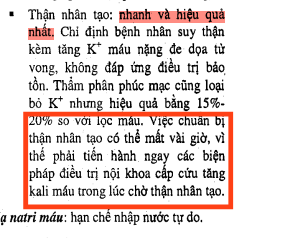 ▪ Thận nhân tạo: nhanh và hiệu quả
nhất. Chỉ định bệnh nhân suy thận
kèm tăng K⁺ máu nặng đe dọa tử
vong, không đáp ứng điều trị bảo
tồn. Thẩm phân phúc mạc cũng loại
bỏ K⁺ nhưng hiệu quả bằng 15%-
20% so với lọc máu. Việc chuẩn bị
thận nhân tạo có thể mất vài giờ, vì
thế phải tiến hành ngay các biện
pháp điều trị nội khoa cấp cứu tăng
kali máu trong lúc chờ thận nhân tạo.
ạ natri máu: hạn chế nhập nước tự do.